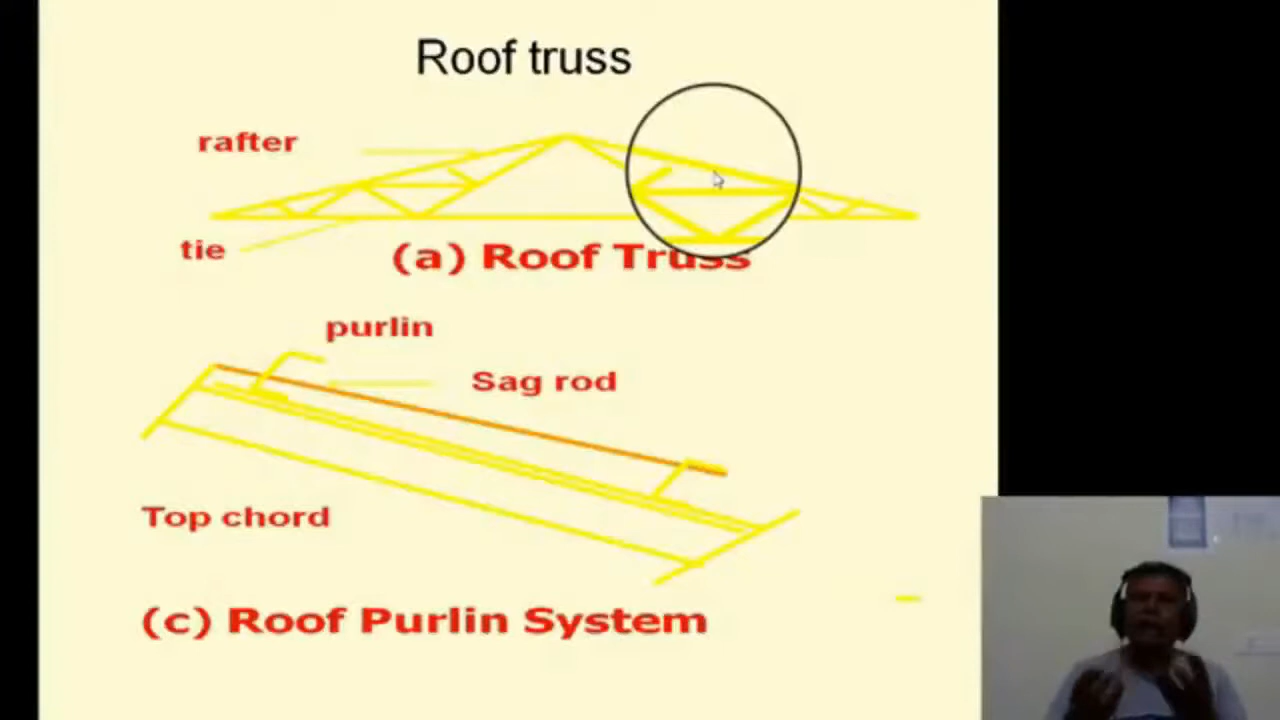 Roof truss
rafter
tie
(a) Roof Truss
purlin
Sag rod
Top chord
(c) Roof Purlin System